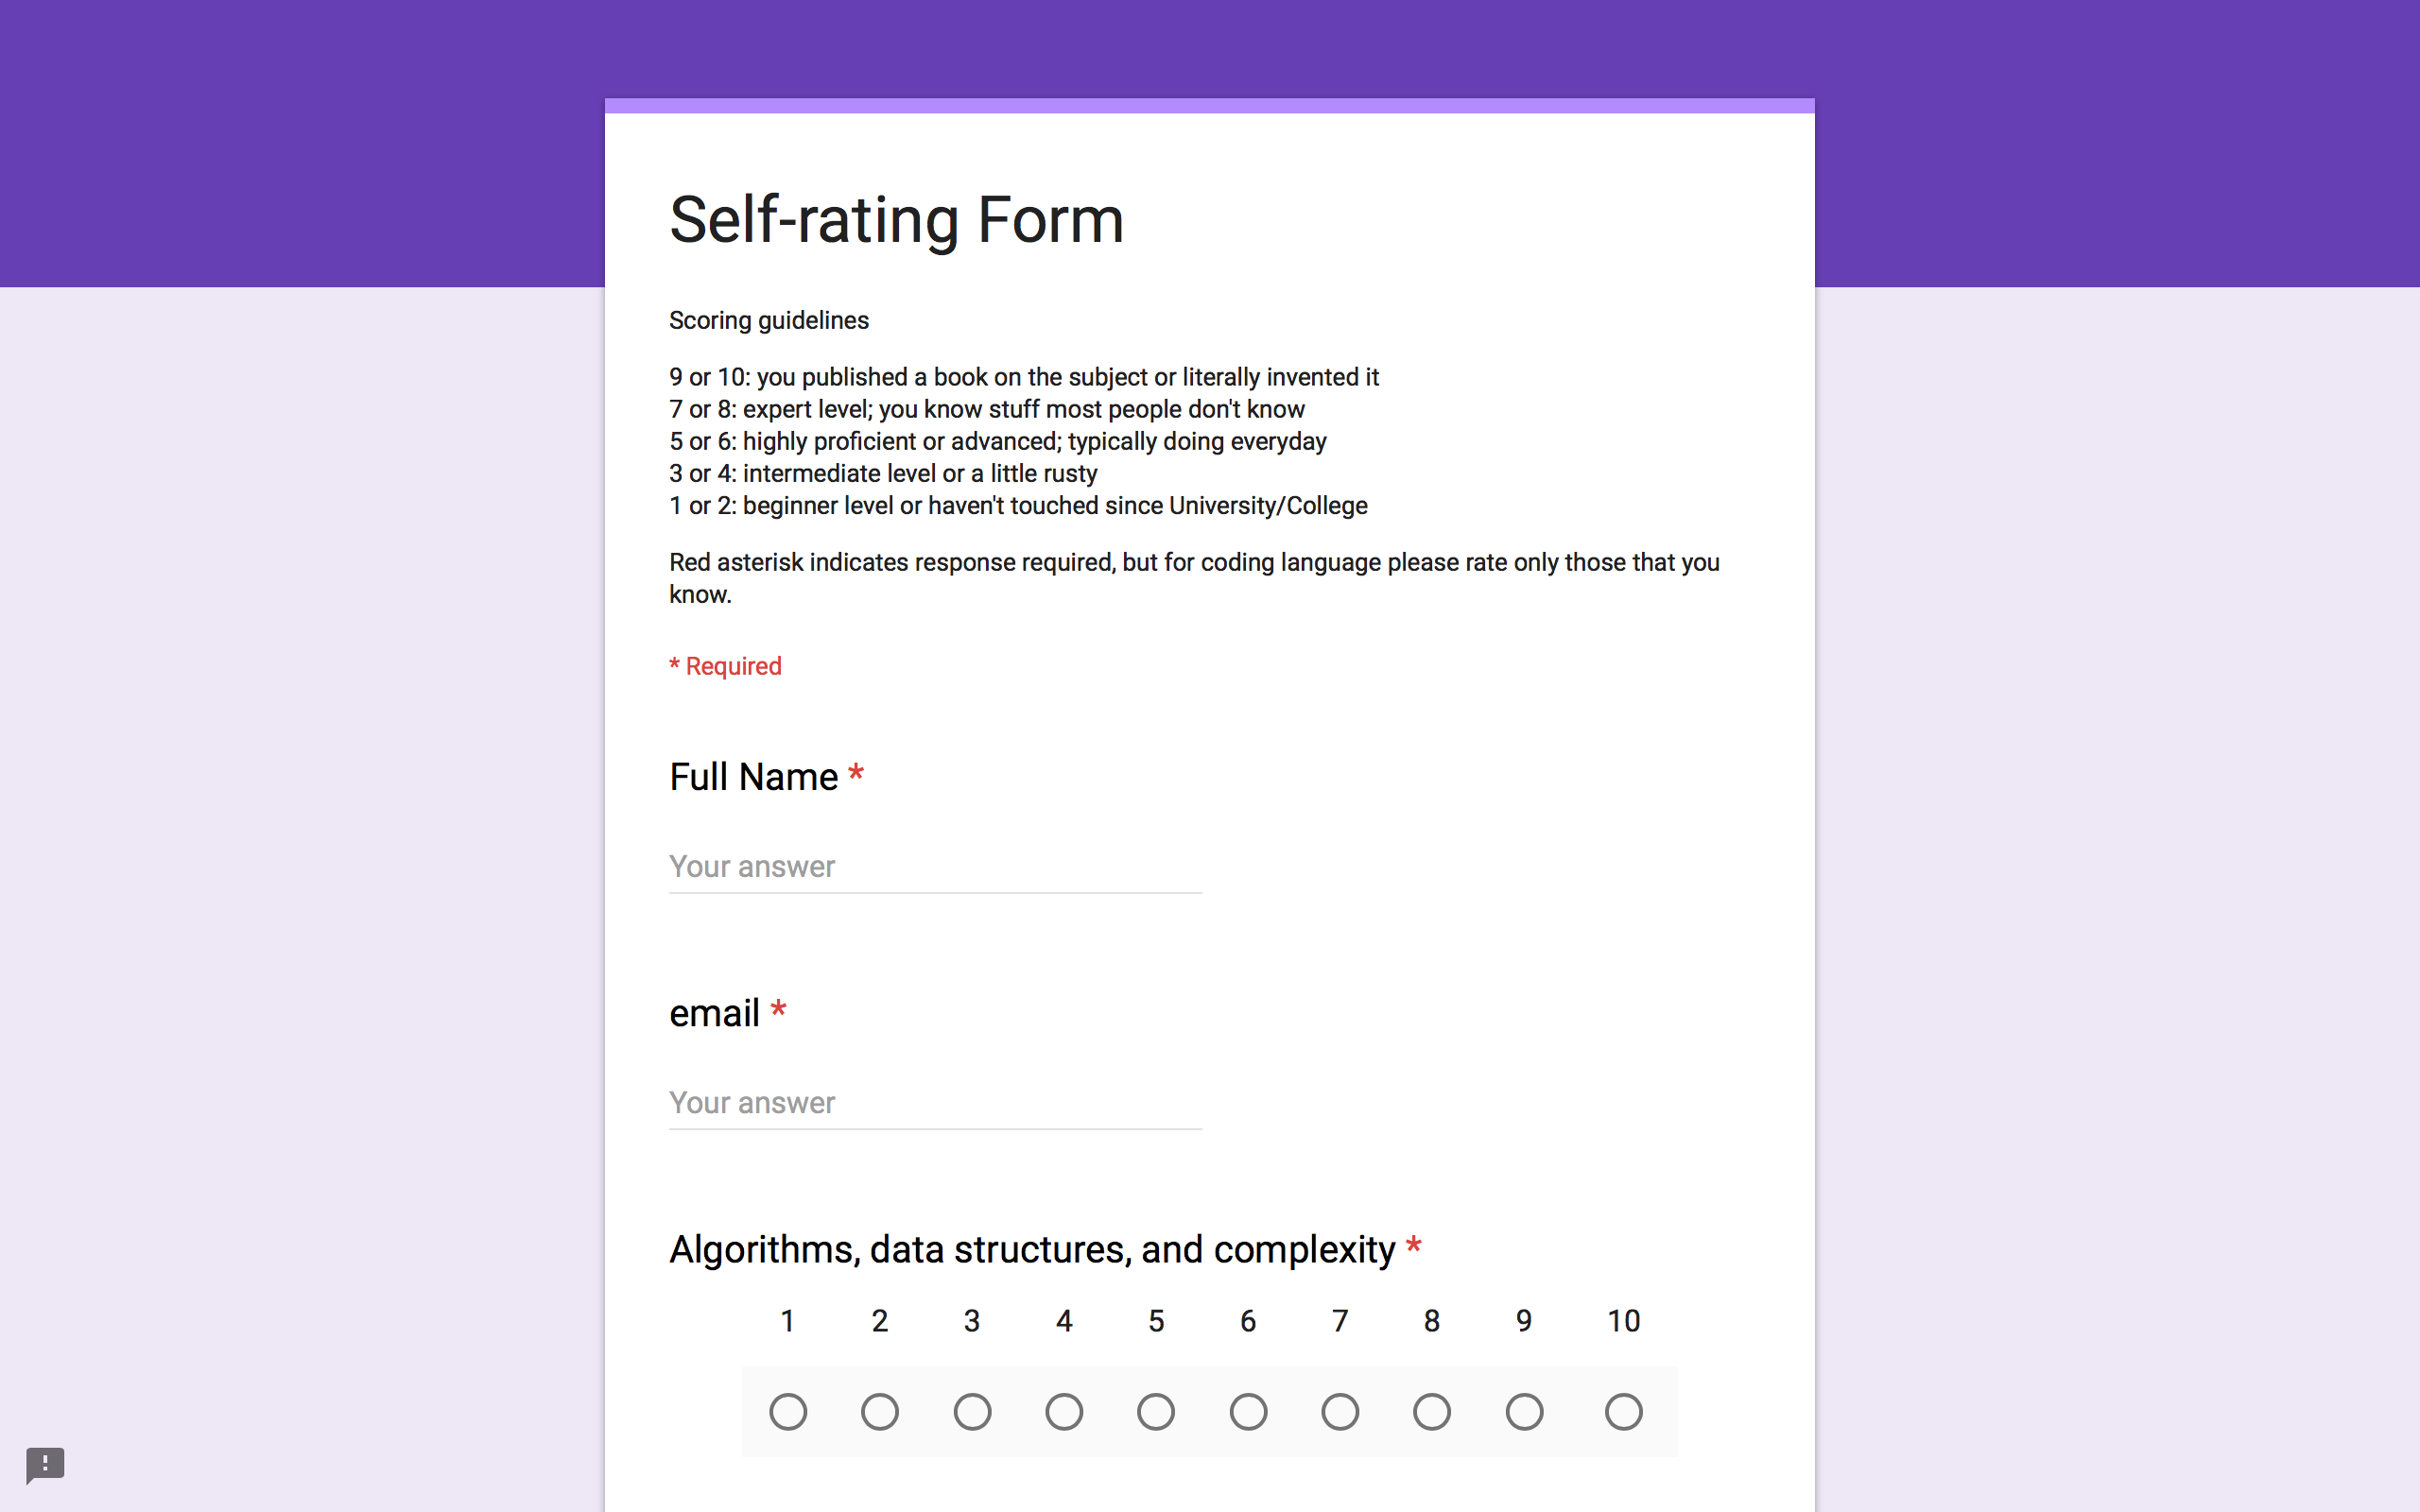 Self-rating Form
Scoring guidelines
9 or 10: you published a book on the subject or literally invented it
7 or 8: expert level; you know stuff most people don't know
5 or 6: highly proficient or advanced; typically doing everyday
3 or 4: intermediate level or a little rusty
1 or 2: beginner level or haven't touched since University/College
Red asterisk indicates response required, but for coding language please rate only those that you
know.
* Required
Full Name *
Your answer
email *
Your answer
Algorithms, data structures, and complexity *
1 2 3 4 5 6 7 8 9 10